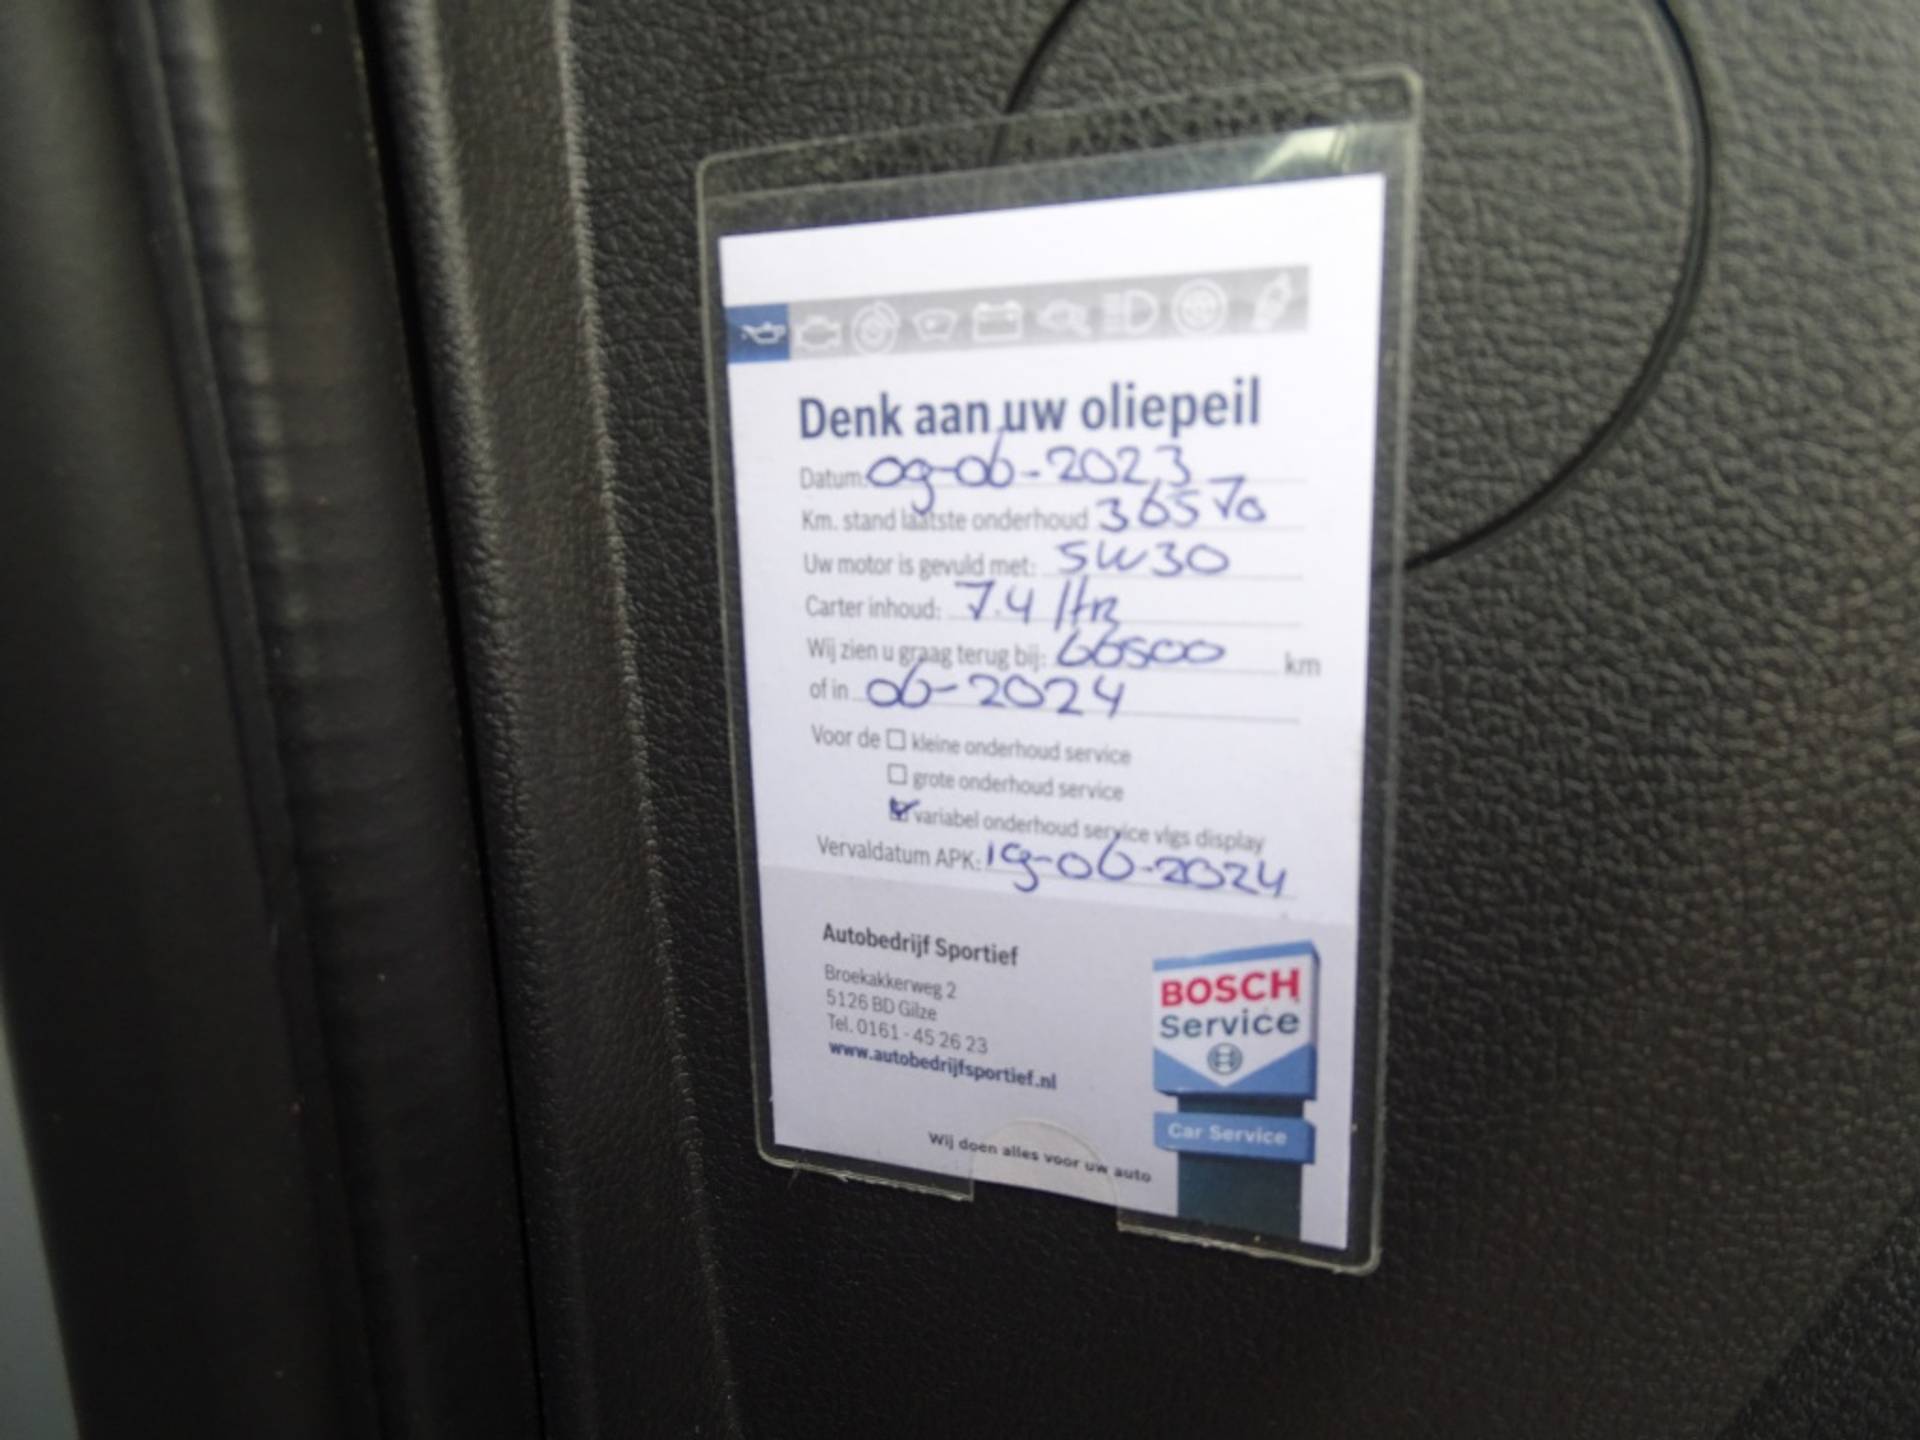 Denk aan uw oliepeil
Datum: 09-06-2023
Km. stand laatste onderhoud 36570
Uw motor is gevuld met: 5W30
Carter inhoud: 7.4 ltr
Wij zien u graag terug bij: 66500 km
of in 06-2024
Voor de ☐ kleine onderhoud service
☐ grote onderhoud service
☑ variabel onderhoud service vlgs display
Vervaldatum APK: 19-06-2024
Autobedrijf Sportief
Broekakkerweg 2
5126 BD Gilze
Tel. 0161 - 45 26 23
www.autobedrijfsportief.nl
BOSCH
Service
Car Service
Wij doen alles voor uw auto